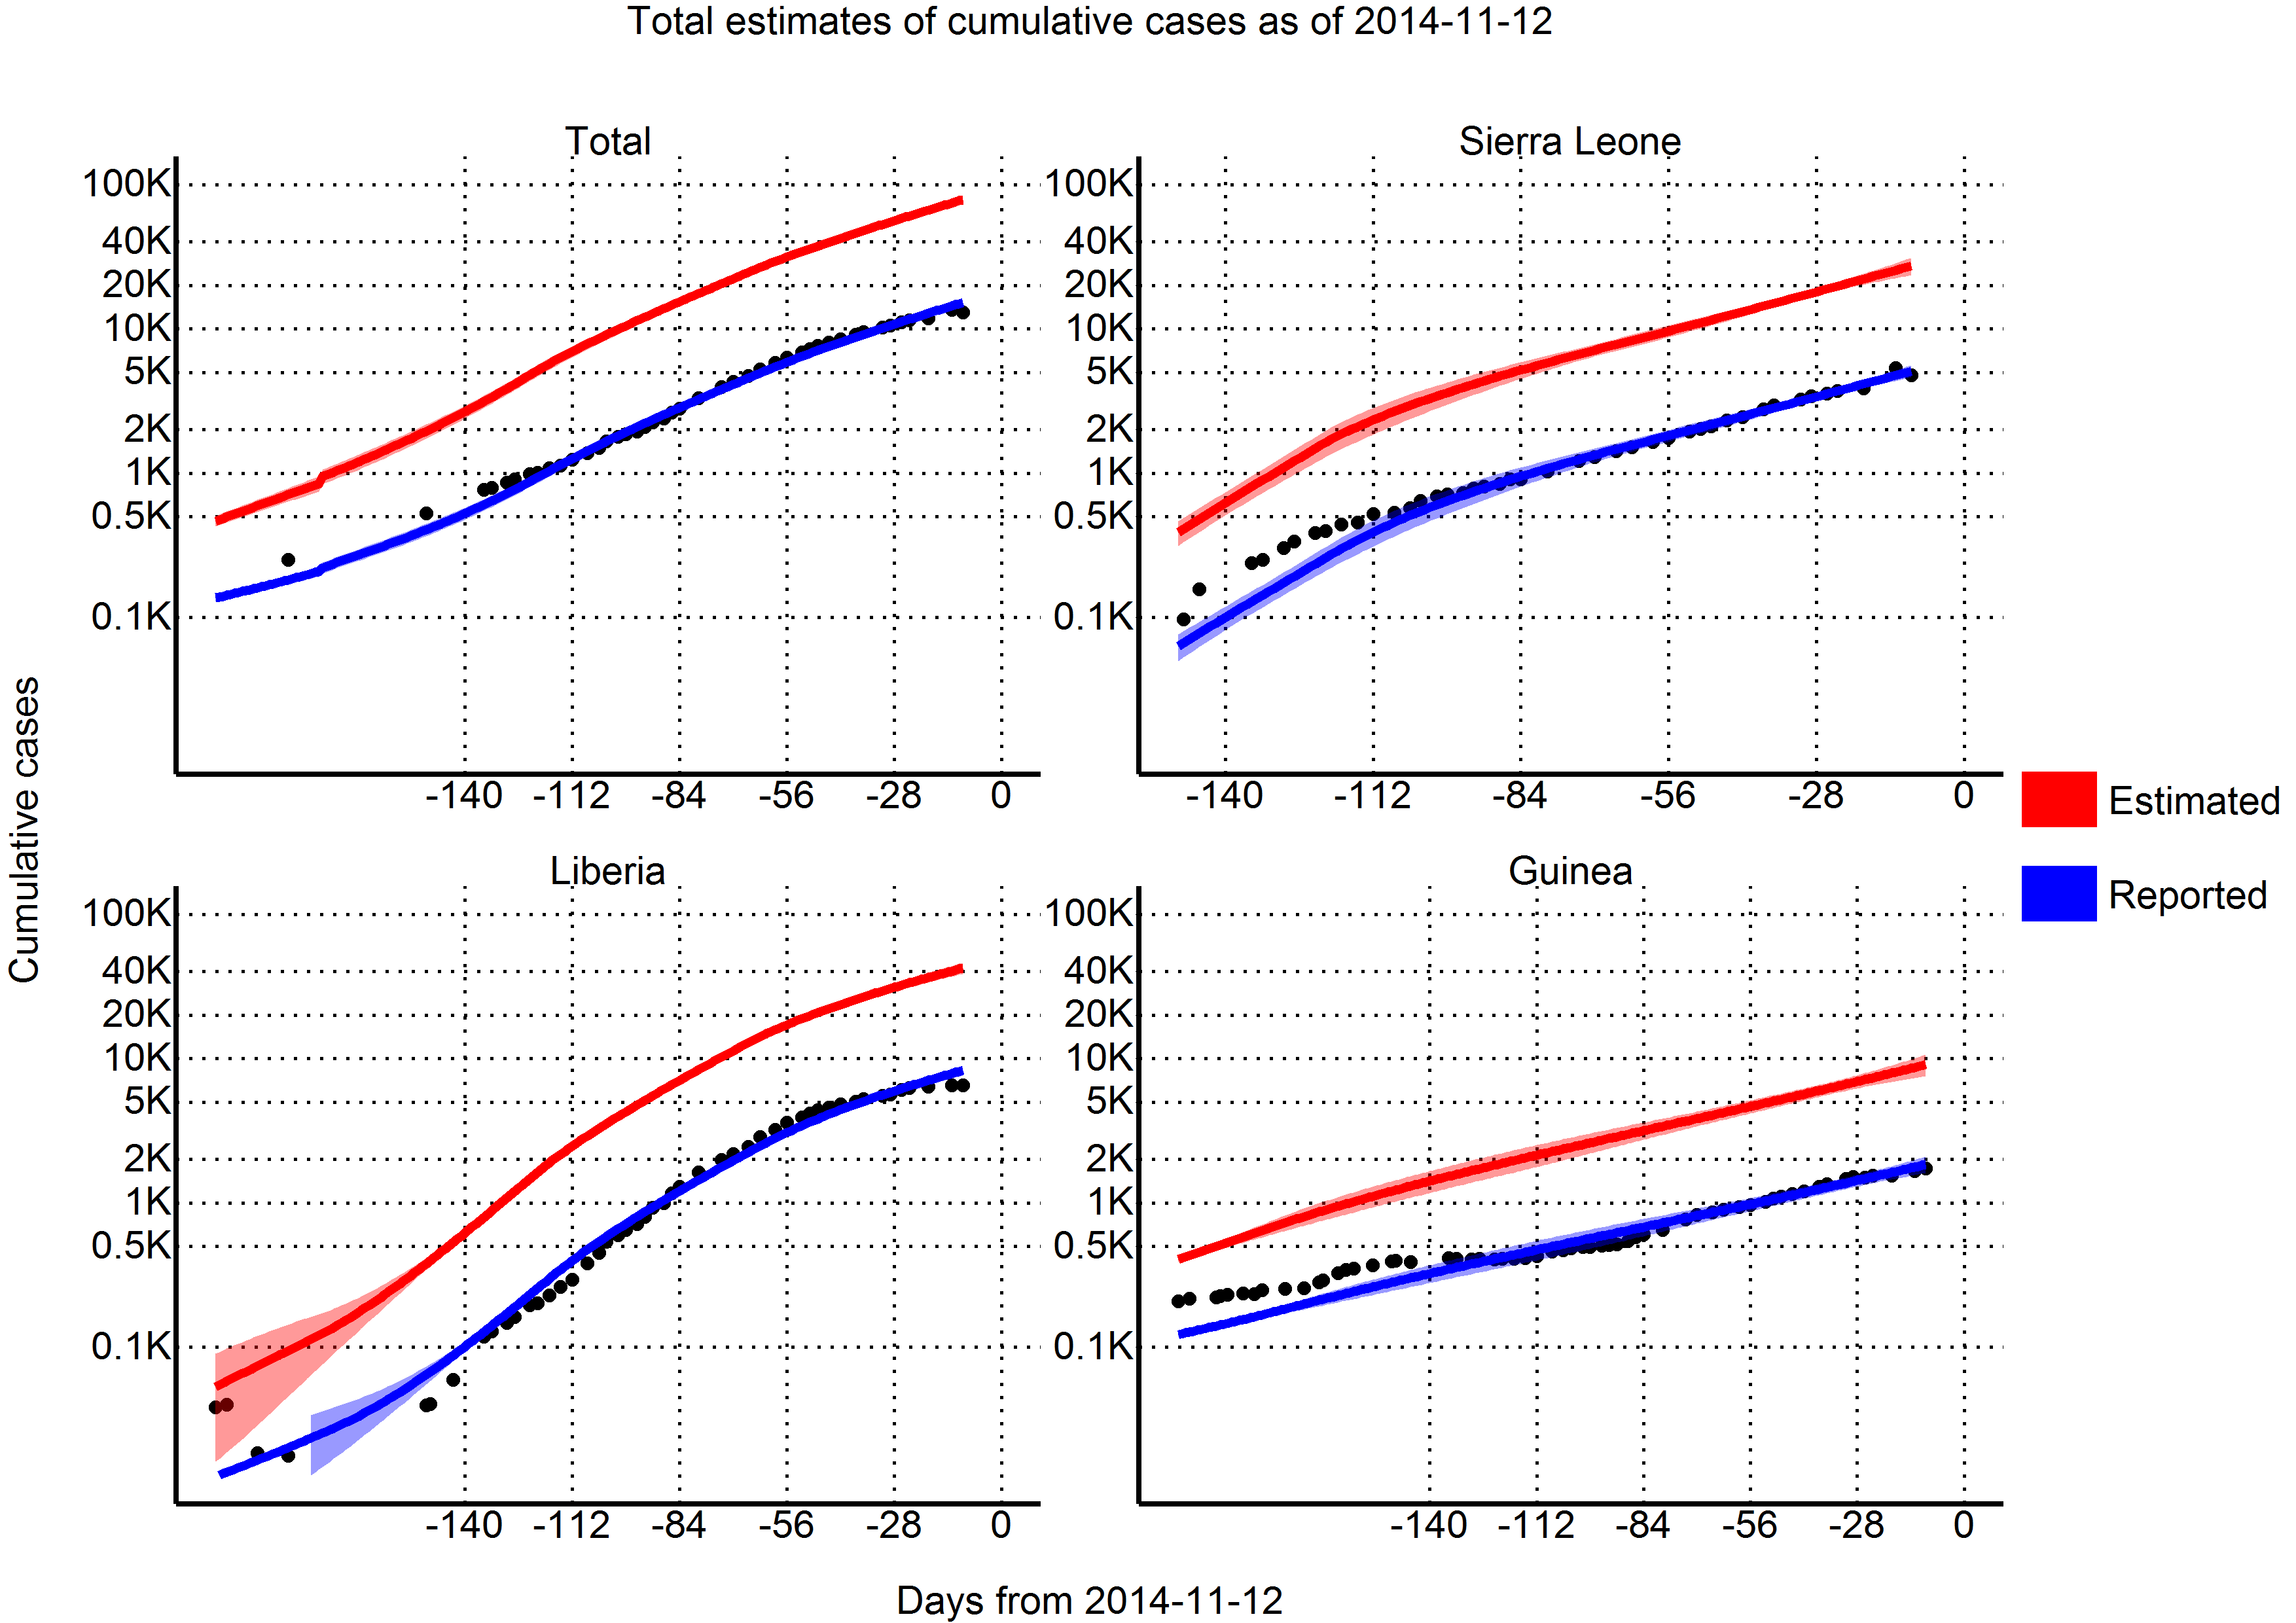 Total estimates of cumulative cases as of 2014-11-12
Total
100K
40K
20K
10K
5K
2K
1K
0.5K
0.1K
-140 -112 -84 -56 -28 0
Sierra Leone
100K
40K
20K
10K
5K
2K
1K
0.5K
0.1K
-140 -112 -84 -56 -28 0
Liberia
100K
40K
20K
10K
5K
2K
1K
0.5K
0.1K
-140 -112 -84 -56 -28 0
Guinea
100K
40K
20K
10K
5K
2K
1K
0.5K
0.1K
-140 -112 -84 -56 -28 0
Cumulative cases
Days from 2014-11-12
Estimated
Reported